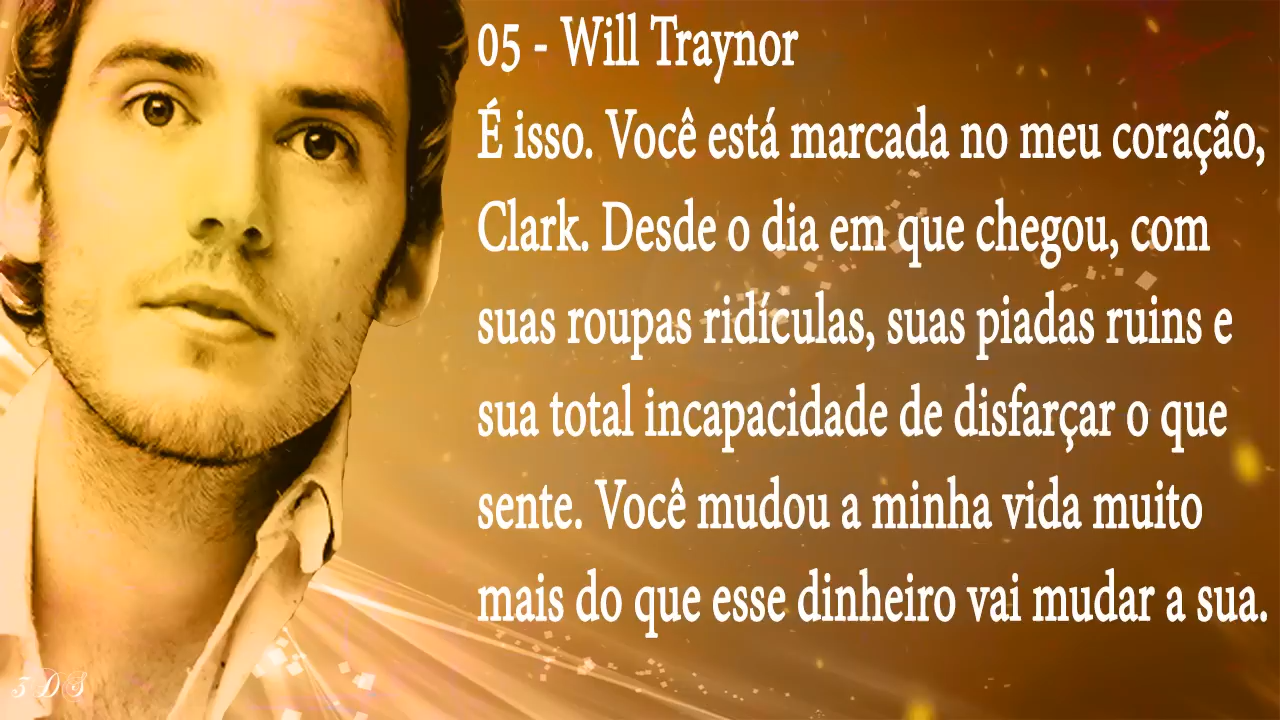 05 - Will Traynor
É isso. Você está marcada no meu coração,
Clark. Desde o dia em que chegou, com
suas roupas ridículas, suas piadas ruins e
sua total incapacidade de disfarçar o que
sente. Você mudou a minha vida muito
mais do que esse dinheiro vai mudar a sua.
3 DS